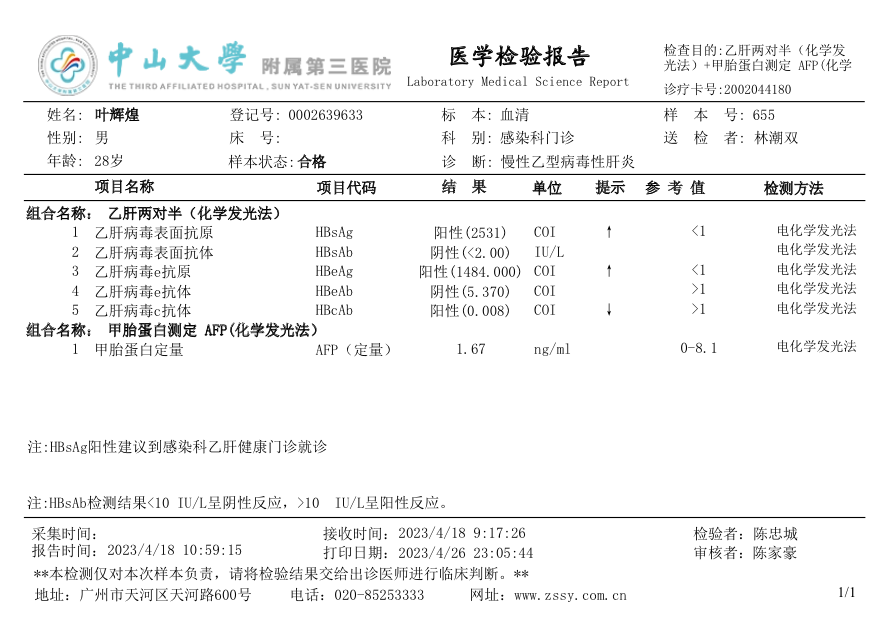 中山大学 附属第三医院
THE THIRD AFFILIATED HOSPITAL, SUN YAT-SEN UNIVERSITY
医学检验报告
Laboratory Medical Science Report
检查目的:乙肝两对半（化学发
光法）+甲胎蛋白测定 AFP(化学
诊疗卡号:2002044180
姓名: 叶辉煌 登记号: 0002639633 标 本: 血清 样 本 号: 655
性别: 男 床 号: 科 别: 感染科门诊 送 检 者: 林潮双
年龄: 28岁 样本状态: 合格 诊 断: 慢性乙型病毒性肝炎
项目名称 项目代码 结 果 单位 提示 参 考 值 检测方法
组合名称: 乙肝两对半（化学发光法）
1 乙肝病毒表面抗原 HBsAg 阳性(2531) COI ↑ <1 电化学发光法
2 乙肝病毒表面抗体 HBsAb 阴性(<2.00) IU/L 电化学发光法
3 乙肝病毒e抗原 HBeAg 阳性(1484.000) COI ↑ <1 电化学发光法
4 乙肝病毒e抗体 HBeAb 阴性(5.370) COI >1 电化学发光法
5 乙肝病毒c抗体 HBcAb 阳性(0.008) COI ↓ >1 电化学发光法
组合名称: 甲胎蛋白测定 AFP(化学发光法）
1 甲胎蛋白定量 AFP（定量） 1.67 ng/ml 0-8.1 电化学发光法
注:HBsAg阳性建议到感染科乙肝健康门诊就诊
注:HBsAb检测结果<10 IU/L呈阴性反应，>10 IU/L呈阳性反应。
采集时间: 接收时间: 2023/4/18 9:17:26 检验者: 陈忠城
报告时间: 2023/4/18 10:59:15 打印日期: 2023/4/26 23:05:44 审核者: 陈家豪
**本检测仅对本次样本负责，请将检验结果交给出诊医师进行临床判断。**
地址: 广州市天河区天河路600号 电话: 020-85253333 网址: www.zssy.com.cn 1/1